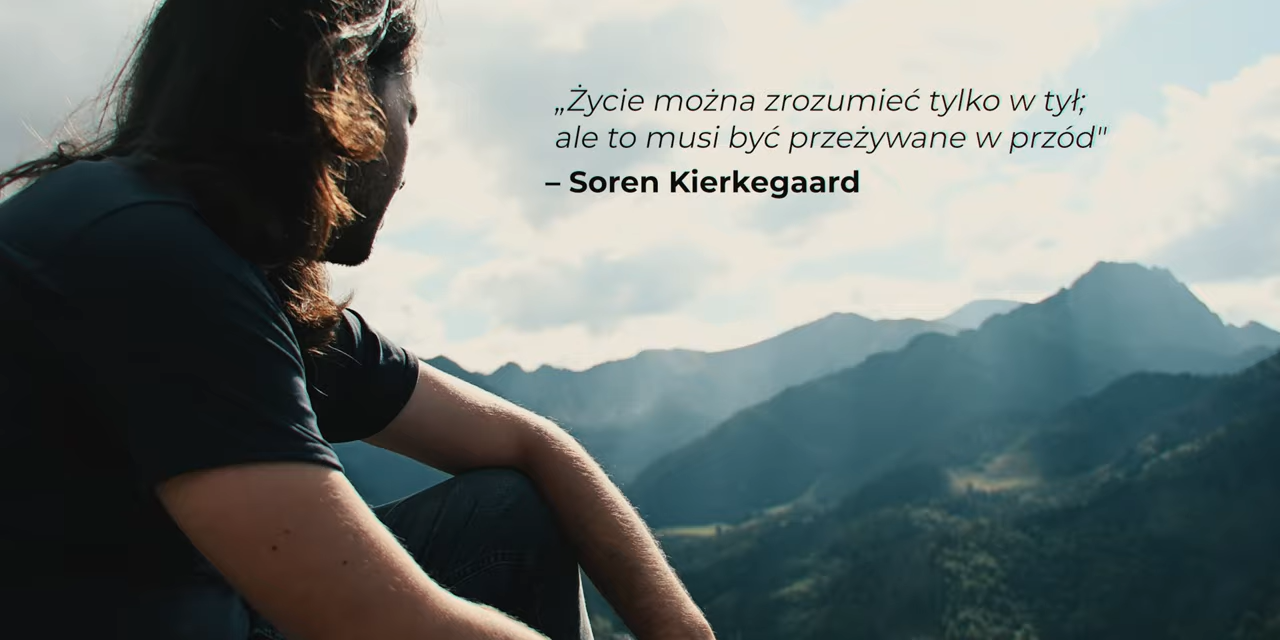 „Życie można zrozumieć tylko w tył;
ale to musi być przeżywane w przód"
– Soren Kierkegaard